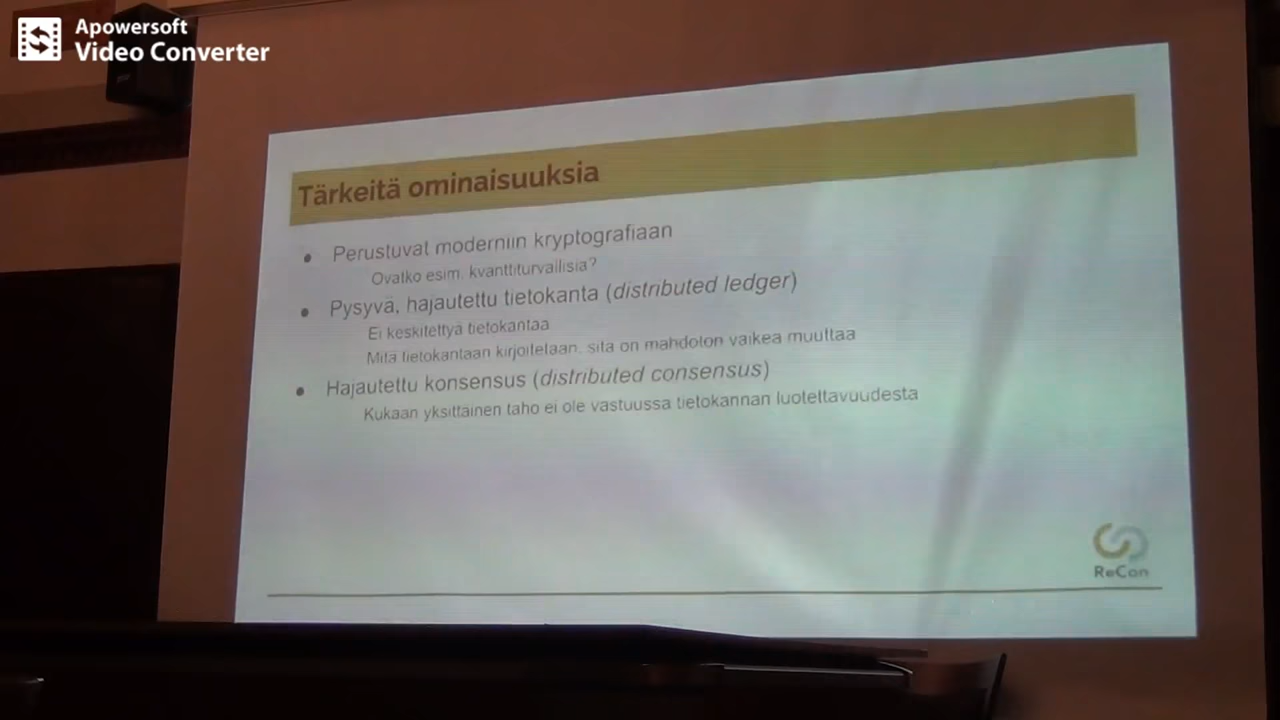 Apowersoft
Video Converter
Tärkeitä ominaisuuksia
Perustuvat moderniin kryptografiaan
Ovatko esim. kvanttiturvallisia?
Pysyvä, hajautettu tietokanta (distributed ledger)
Ei keskitettyä tietokantaa
Mitä tietokantaan kirjoitetaan, sitä on mahdoton vaikea muuttaa
Hajautettu konsensus (distributed consensus)
Kukaan yksittäinen taho ei ole vastuussa tietokannan luotettavuudesta
ReCon